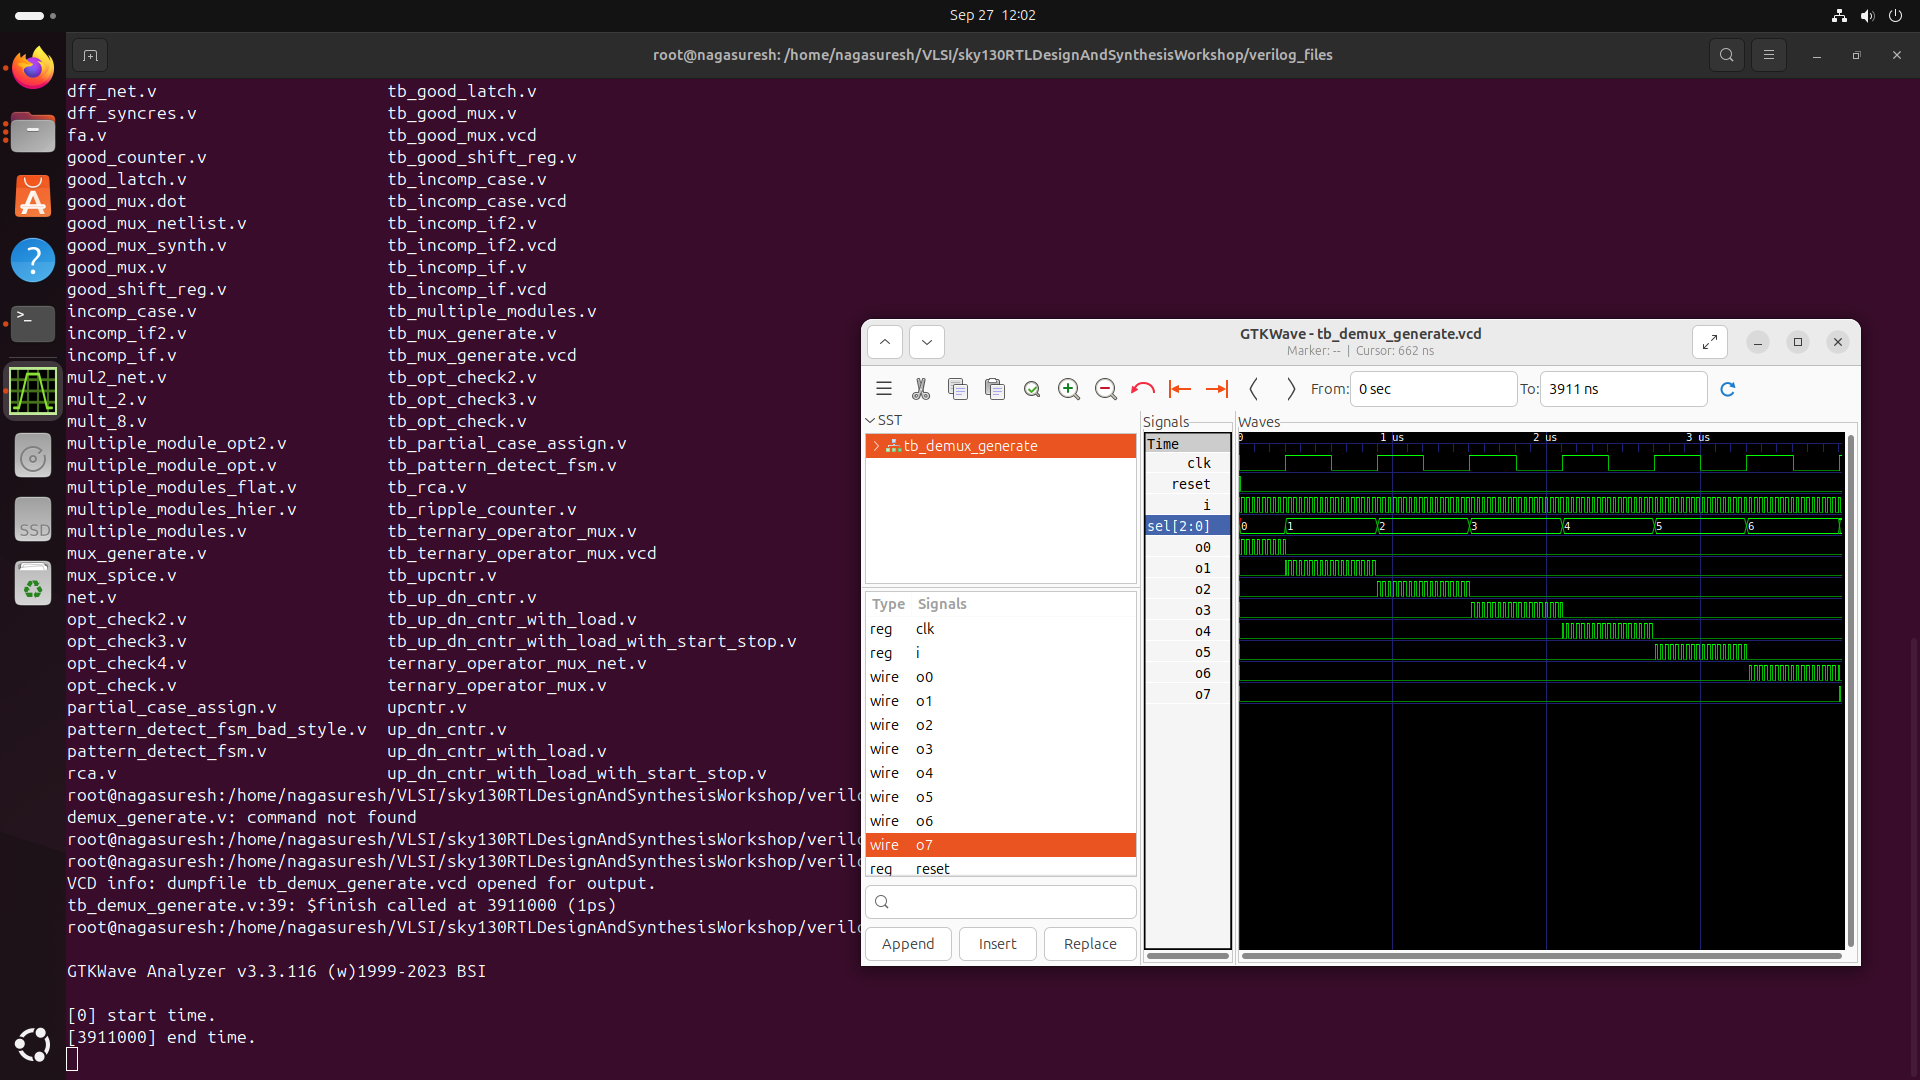 Sep 27 12:02
root@nagasuresh: /home/nagasuresh/VLSI/sky130RTLDesignAndSynthesisWorkshop/verilog_files
dff_net.v tb_good_latch.v
dff_syncres.v tb_good_mux.v
fa.v tb_good_mux.vcd
good_counter.v tb_good_shift_reg.v
good_latch.v tb_incomp_case.v
good_mux.dot tb_incomp_case.vcd
good_mux_netlist.v tb_incomp_if2.v
good_mux_synth.v tb_incomp_if2.vcd
good_mux.v tb_incomp_if.v
good_shift_reg.v tb_incomp_if.vcd
incomp_case.v tb_multiple_modules.v
incomp_if2.v tb_mux_generate.v
incomp_if.v tb_mux_generate.vcd
mul2_net.v tb_opt_check2.v
mult_2.v tb_opt_check3.v
mult_8.v tb_opt_check.v
multiple_module_opt2.v tb_partial_case_assign.v
multiple_module_opt.v tb_pattern_detect_fsm.v
multiple_modules_flat.v tb_rca.v
multiple_modules_hier.v tb_ripple_counter.v
multiple_modules.v tb_ternary_operator_mux.v
mux_generate.v tb_ternary_operator_mux.vcd
mux_spice.v tb_upcntr.v
net.v tb_up_dn_cntr.v
opt_check2.v tb_up_dn_cntr_with_load.v
opt_check3.v tb_up_dn_cntr_with_load_with_start_stop.v
opt_check4.v ternary_operator_mux_net.v
opt_check.v ternary_operator_mux.v
partial_case_assign.v upcntr.v
pattern_detect_fsm_bad_style.v up_dn_cntr.v
pattern_detect_fsm.v up_dn_cntr_with_load.v
rca.v up_dn_cntr_with_load_with_start_stop.v
root@nagasuresh:/home/nagasuresh/VLSI/sky130RTLDesignAndSynthesisWorkshop/veril
demux_generate.v: command not found
root@nagasuresh:/home/nagasuresh/VLSI/sky130RTLDesignAndSynthesisWorkshop/veril
root@nagasuresh:/home/nagasuresh/VLSI/sky130RTLDesignAndSynthesisWorkshop/veril
VCD info: dumpfile tb_demux_generate.vcd opened for output.
tb_demux_generate.v:39: $finish called at 3911000 (1ps)
root@nagasuresh:/home/nagasuresh/VLSI/sky130RTLDesignAndSynthesisWorkshop/veril
GTKWave Analyzer v3.3.116 (w)1999-2023 BSI
[0] start time.
[3911000] end time.
SSD
GTKWave - tb_demux_generate.vcd
Marker: -- | Cursor: 662 ns
From: 0 sec To: 3911 ns
SST
tb_demux_generate
Type Signals
reg clk
reg i
wire o0
wire o1
wire o2
wire o3
wire o4
wire o5
wire o6
wire o7
reg reset
Append Insert Replace
Signals
Time
clk
reset
i
sel[2:0]
o0
o1
o2
o3
o4
o5
o6
o7
Waves
0 1 us 2 us 3 us
0 1 2 3 4 5 6